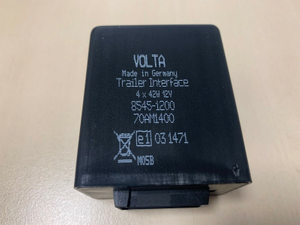 VOLTA
Made in Germany
Trailer Interface
4 x 42W 12V
8545-1200
70AM1400
e1 031471
M05B